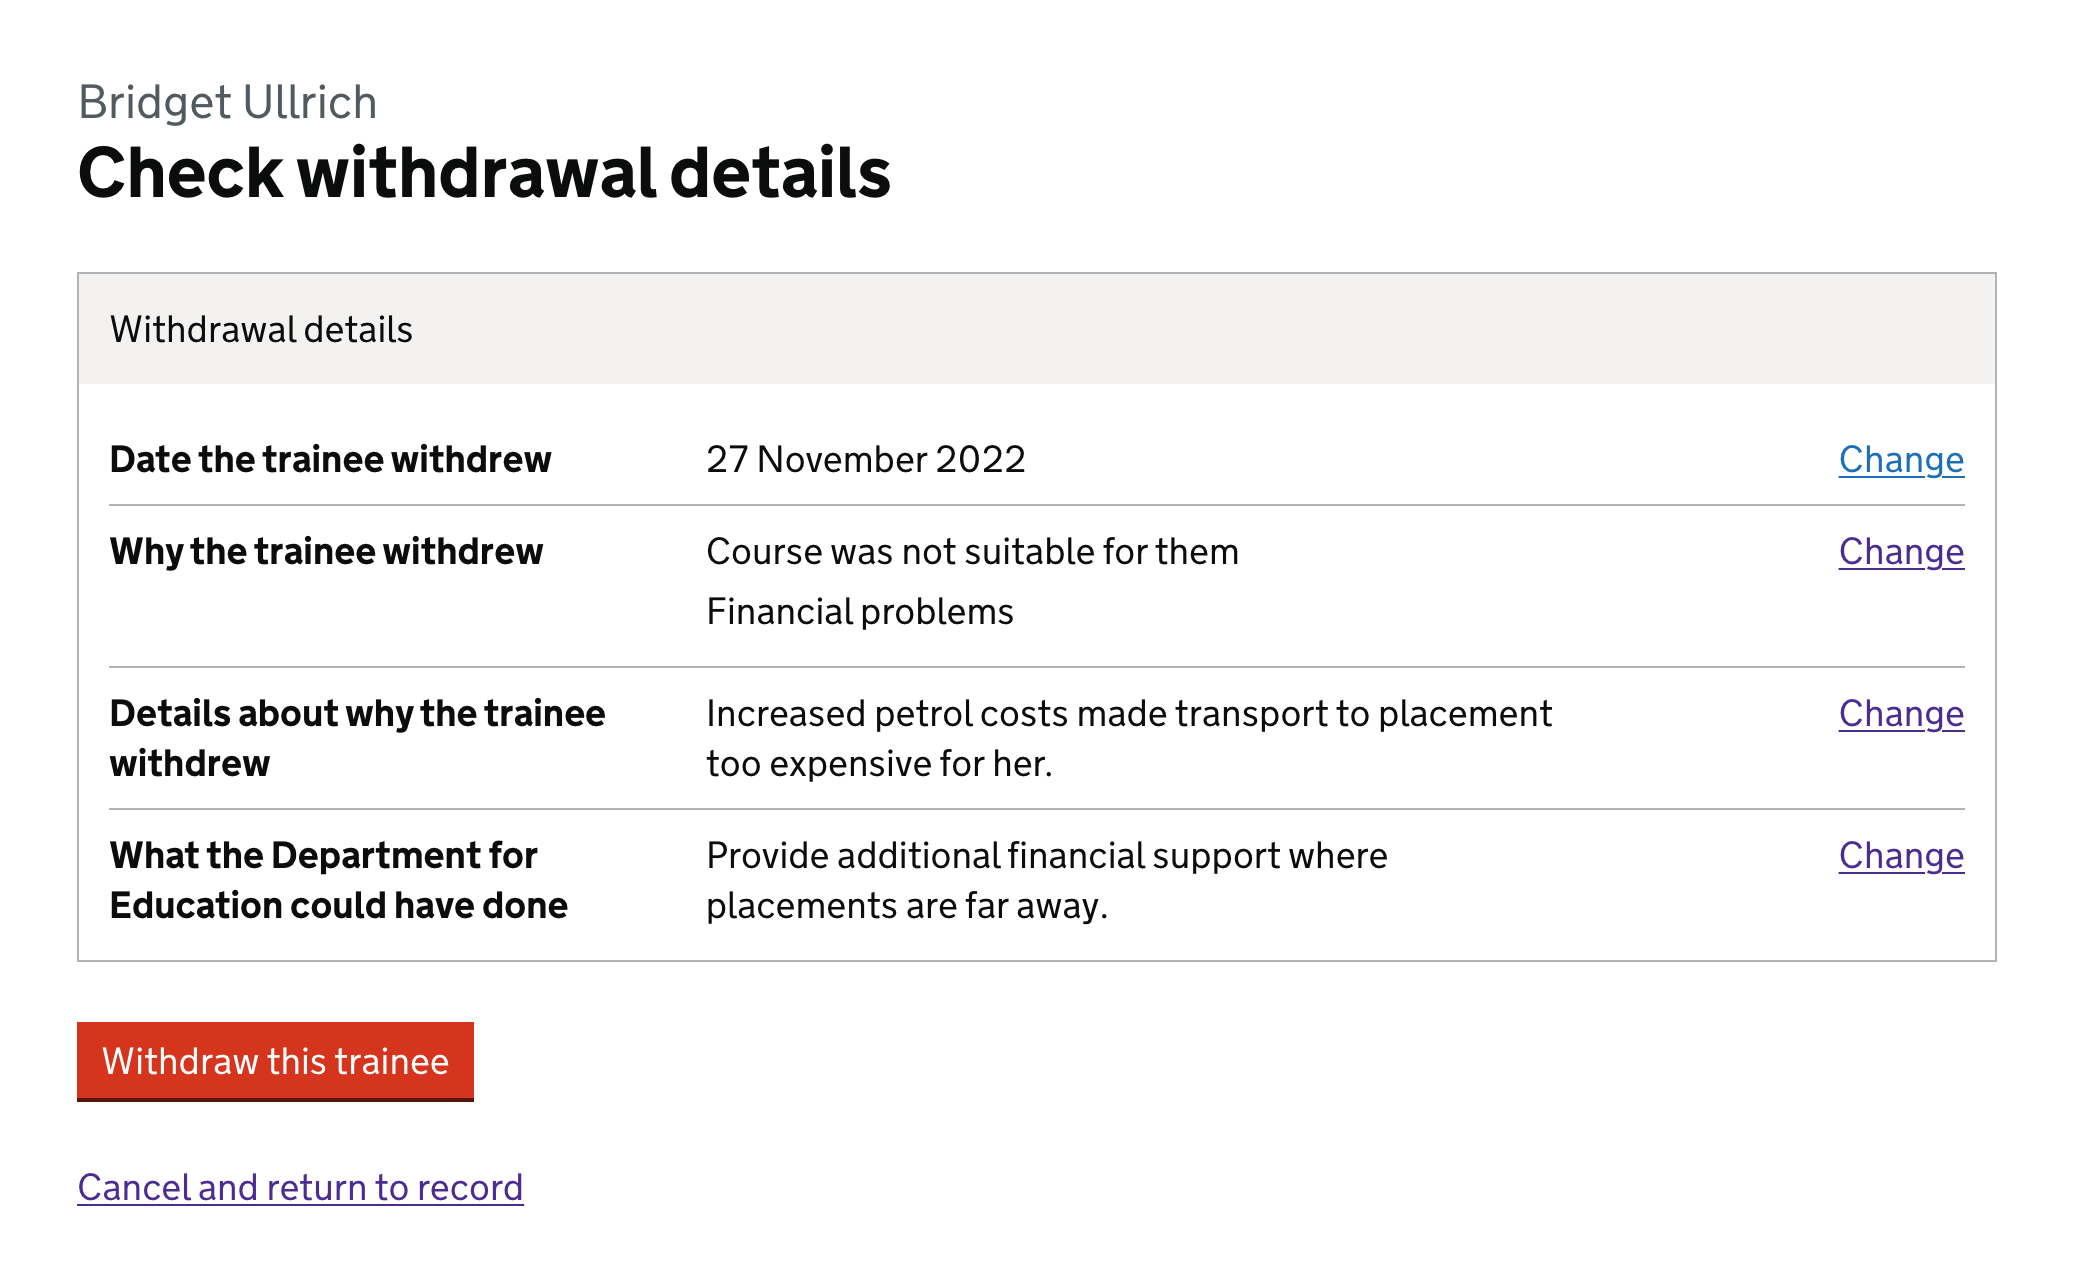 Bridget Ullrich
Check withdrawal details
Withdrawal details
Date the trainee withdrew 27 November 2022 Change
Why the trainee withdrew Course was not suitable for them Change
Financial problems
Details about why the trainee Increased petrol costs made transport to placement Change
withdrew too expensive for her.
What the Department for Provide additional financial support where Change
Education could have done placements are far away.
Withdraw this trainee
Cancel and return to record